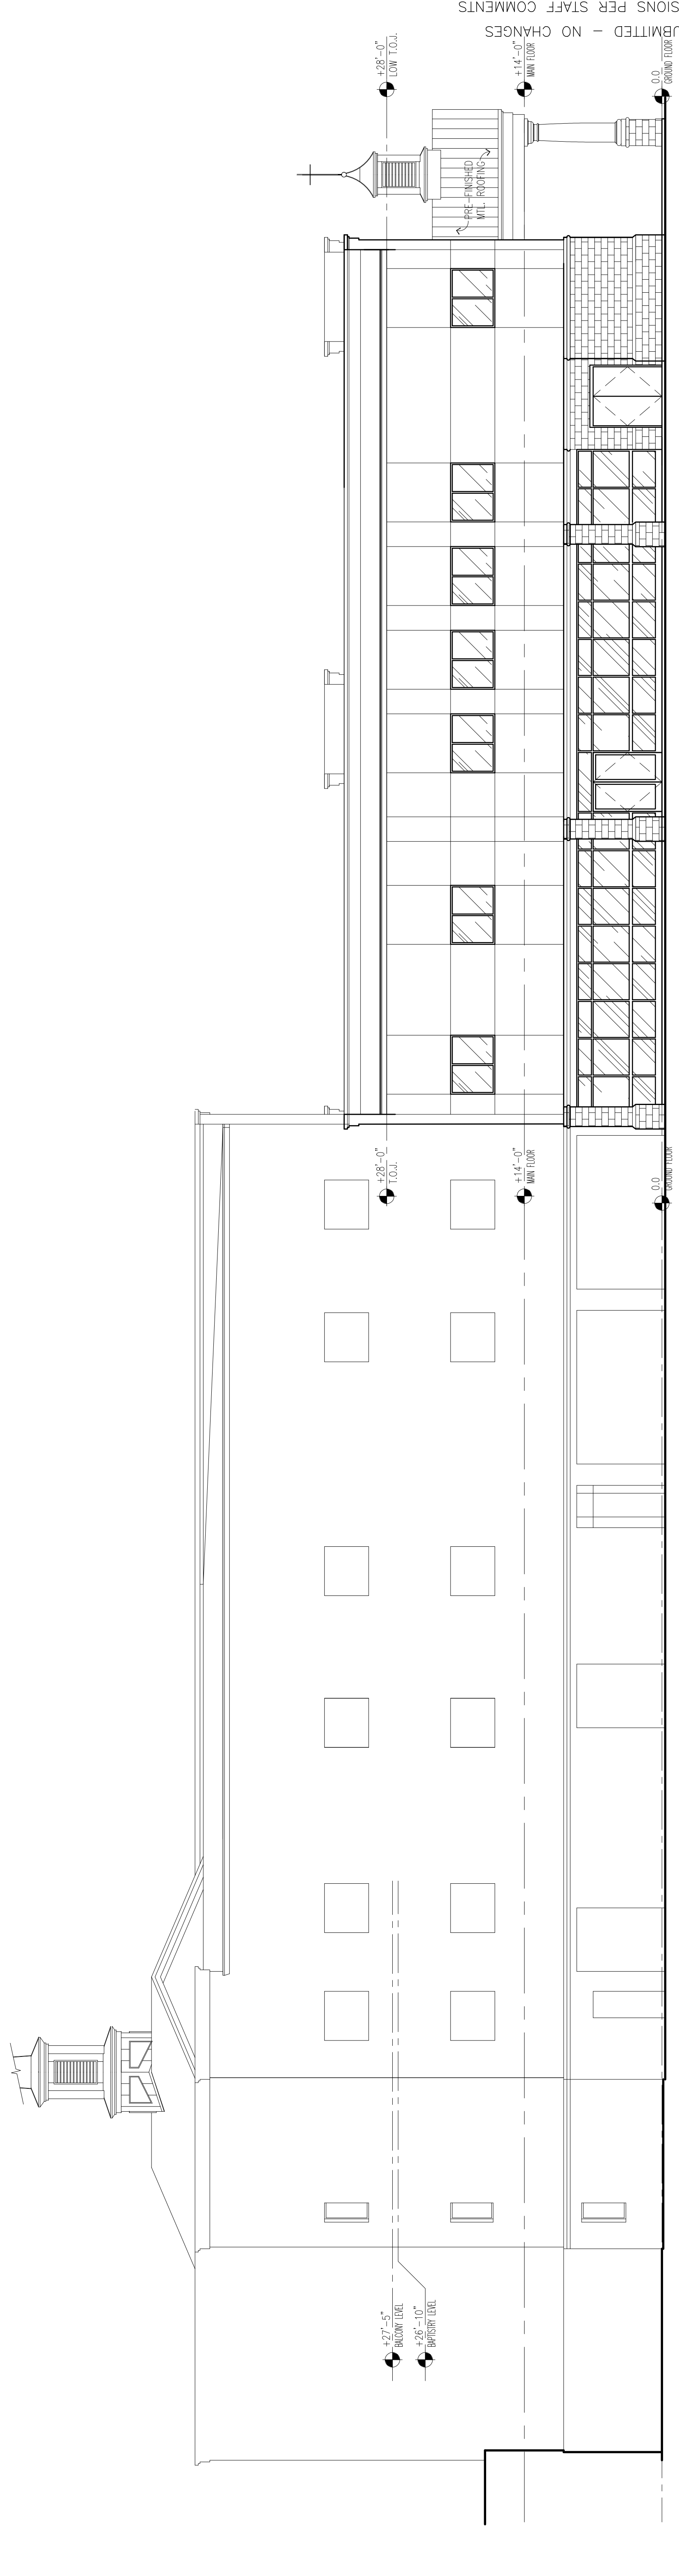 SIONS PER STAFF COMMENTS
UBMITTED – NO CHANGES
+28'-0"
LOW T.O.J.
+14'-0"
MAIN FLOOR
0.0
GROUND FLOOR
PRE-FINISHED
MTL. ROOFING
+28'-0"
T.O.J.
+14'-0"
MAIN FLOOR
0.0
GROUND FLOOR
+27'-5"
BALCONY LEVEL
+26'-10"
BAPTISTRY LEVEL